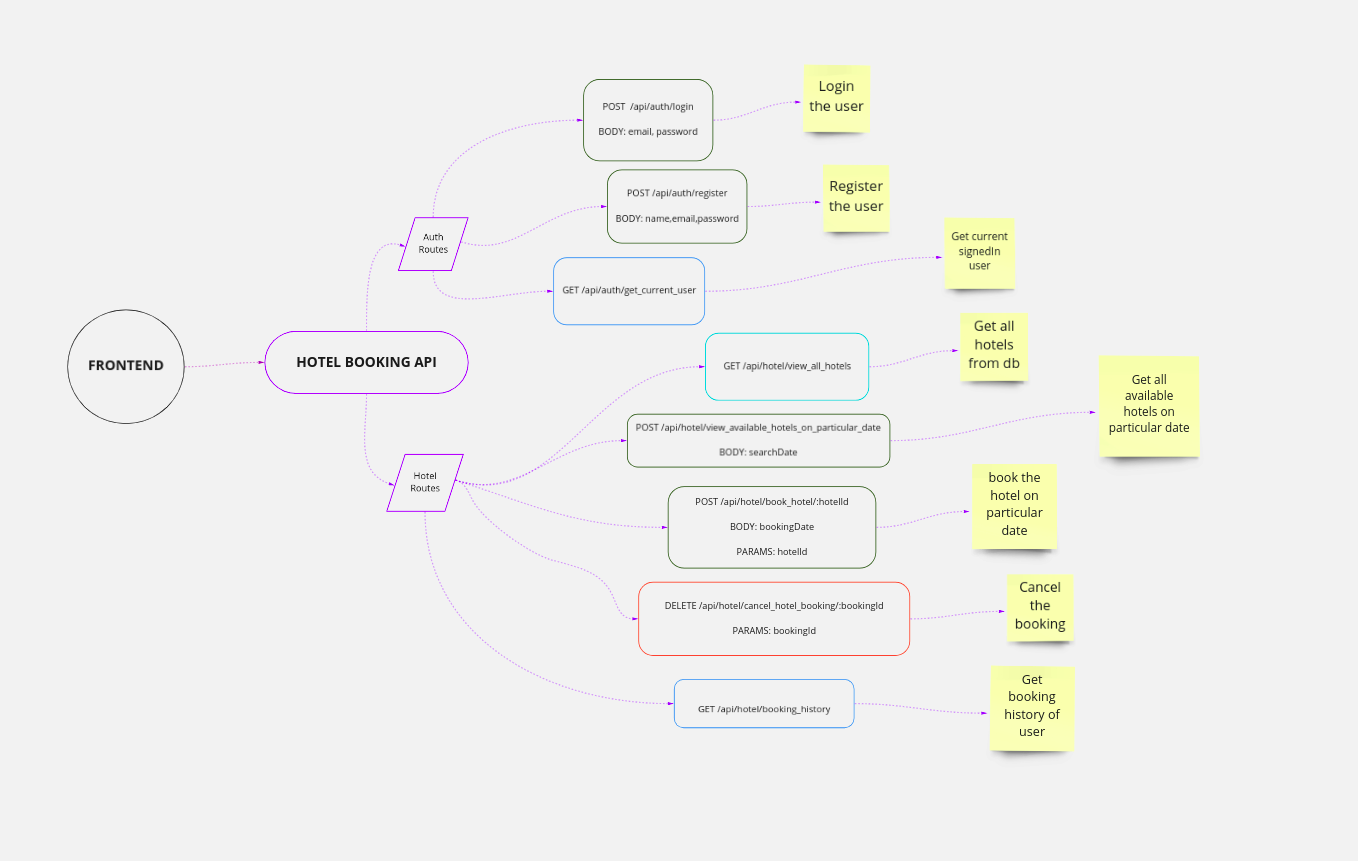 FRONTEND
HOTEL BOOKING API
Auth
Routes
POST  /api/auth/login
BODY: email, password
Login
the user
POST /api/auth/register
BODY: name,email,password
Register
the user
GET /api/auth/get_current_user
Get current
signedIn
user
Hotel
Routes
GET /api/hotel/view_all_hotels
Get all
hotels
from db
POST /api/hotel/view_available_hotels_on_particular_date
BODY: searchDate
Get all
available
hotels on
particular date
POST /api/hotel/book_hotel/:hotelId
BODY: bookingDate
PARAMS: hotelId
book the
hotel on
particular
date
DELETE /api/hotel/cancel_hotel_booking/:bookingId
PARAMS: bookingId
Cancel
the
booking
GET /api/hotel/booking_history
Get
booking
history of
user